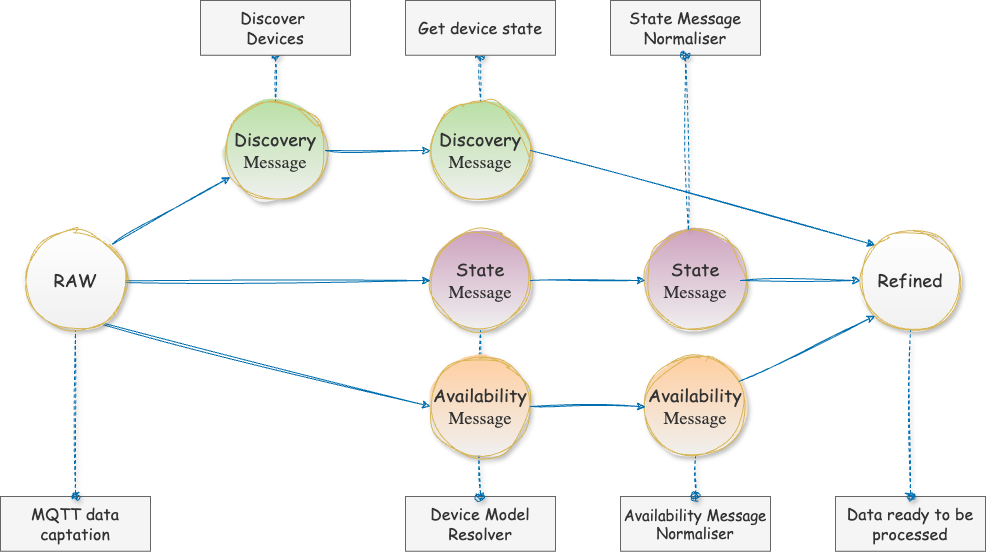 Discover
Devices
Get device state
State Message
Normaliser
Discovery
Message
Discovery
Message
RAW
State
Message
State
Message
Refined
Availability
Message
Availability
Message
MQTT data
captation
Device Model
Resolver
Availability Message
Normaliser
Data ready to be
processed